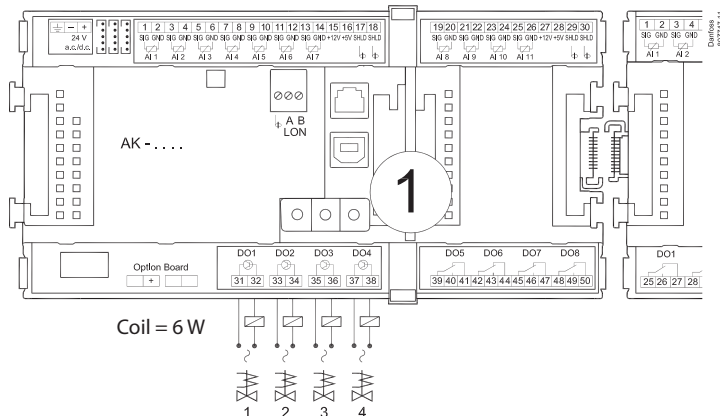 1 2 3 4 5 6 7 8 9 10 11 12 13 14 15 16 17 18
SIG GND SIG GND SIG GND SIG GND SIG GND SIG GND SIG GND +12V +5V SHLD SHLD
AI 1 AI 2 AI 3 AI 4 AI 5 AI 6 AI 7
19 20 21 22 23 24 25 26 27 28 29 30
SIG GND SIG GND SIG GND SIG GND +12V +5V SHLD SHLD
AI 8 AI 9 AI 10 AI 11
1 2 3 4
SIG GND SIG GND
AI 1 AI 2
Danfoss
− +
24 V
a.c./d.c.
A B
LON
AK - . . . .
1
Option Board
+
DO1 DO2 DO3 DO4
31 32 33 34 35 36 37 38
DO5 DO6 DO7 DO8
39 40 41 42 43 44 45 46 47 48 49 50
DO1
25 26 27 28
Coil = 6 W
1 2 3 4